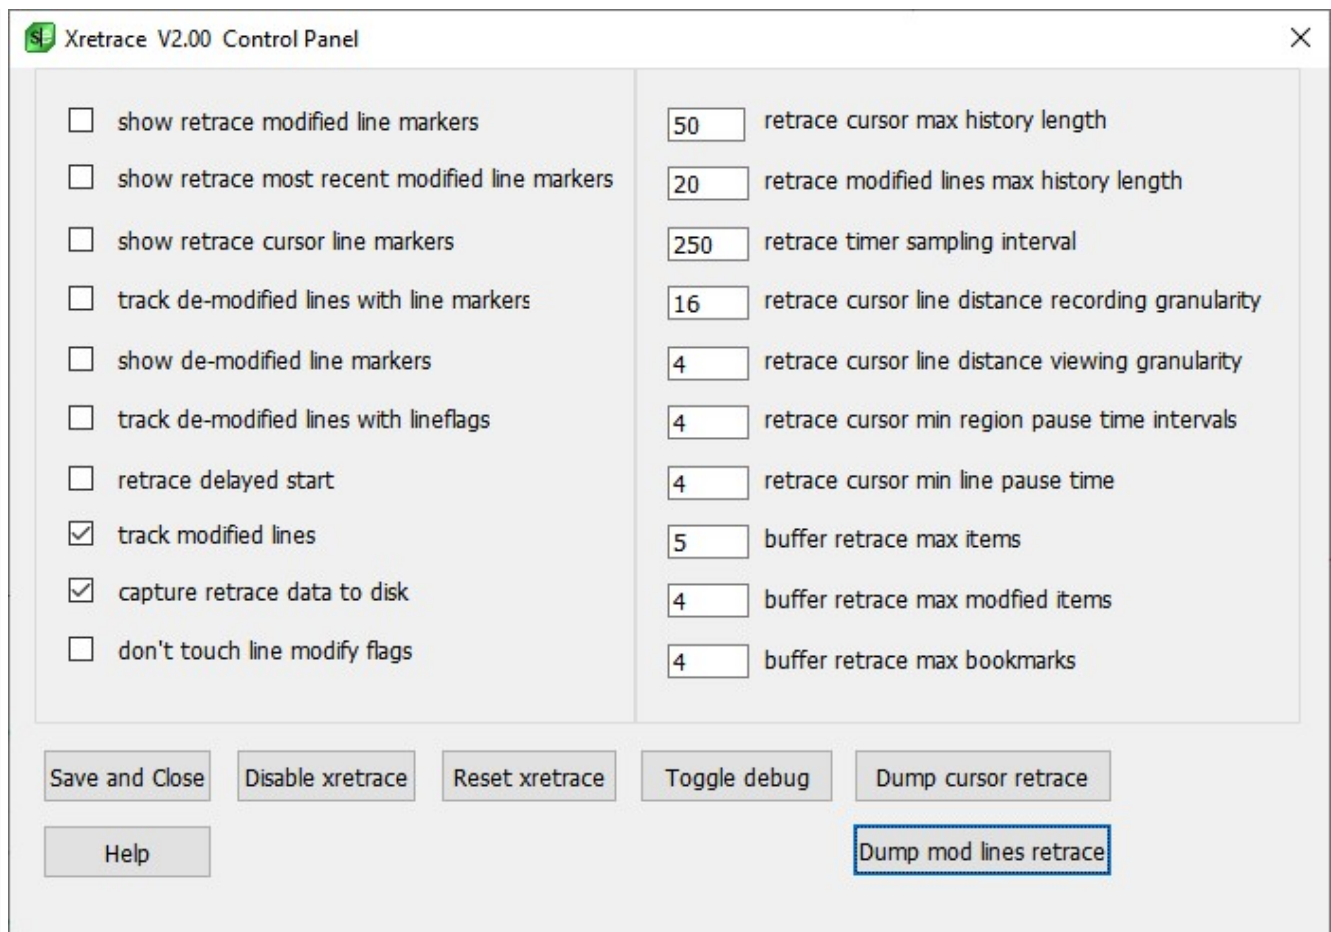 Xretrace V2.00 Control Panel
show retrace modified line markers
show retrace most recent modified line markers
show retrace cursor line markers
track de-modified lines with line markers
show de-modified line markers
track de-modified lines with lineflags
retrace delayed start
track modified lines
capture retrace data to disk
don't touch line modify flags
50 retrace cursor max history length
20 retrace modified lines max history length
250 retrace timer sampling interval
16 retrace cursor line distance recording granularity
4 retrace cursor line distance viewing granularity
4 retrace cursor min region pause time intervals
4 retrace cursor min line pause time
5 buffer retrace max items
4 buffer retrace max modfied items
4 buffer retrace max bookmarks
Save and Close Disable xretrace Reset xretrace Toggle debug Dump cursor retrace
Help Dump mod lines retrace